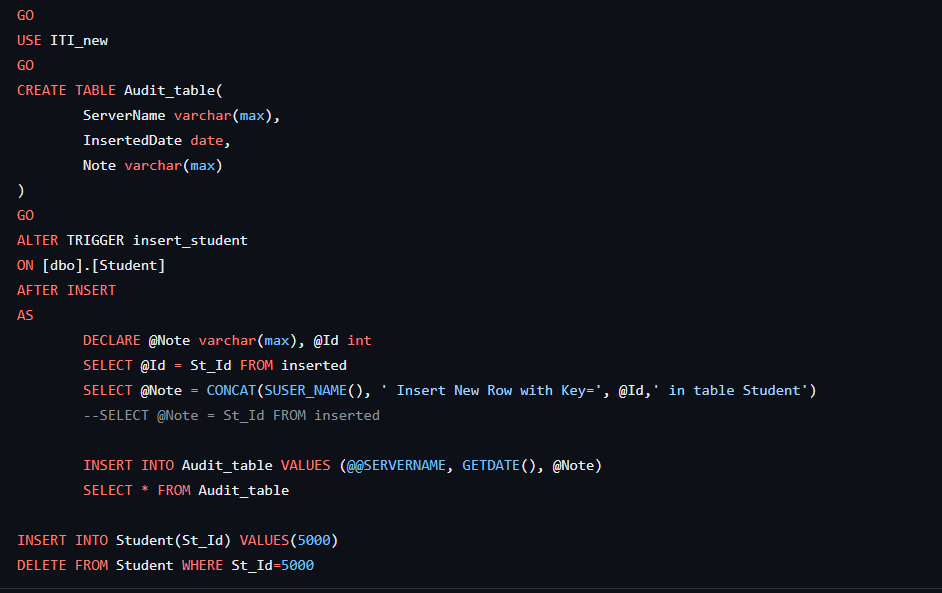 GO
USE ITI_new
GO
CREATE TABLE Audit_table(
        ServerName varchar(max),
        InsertedDate date,
        Note varchar(max)
)
GO
ALTER TRIGGER insert_student
ON [dbo].[Student]
AFTER INSERT
AS
        DECLARE @Note varchar(max), @Id int
        SELECT @Id = St_Id FROM inserted
        SELECT @Note = CONCAT(SUSER_NAME(), ' Insert New Row with Key=', @Id,' in table Student')
        --SELECT @Note = St_Id FROM inserted
        INSERT INTO Audit_table VALUES (@@SERVERNAME, GETDATE(), @Note)
        SELECT * FROM Audit_table
INSERT INTO Student(St_Id) VALUES(5000)
DELETE FROM Student WHERE St_Id=5000